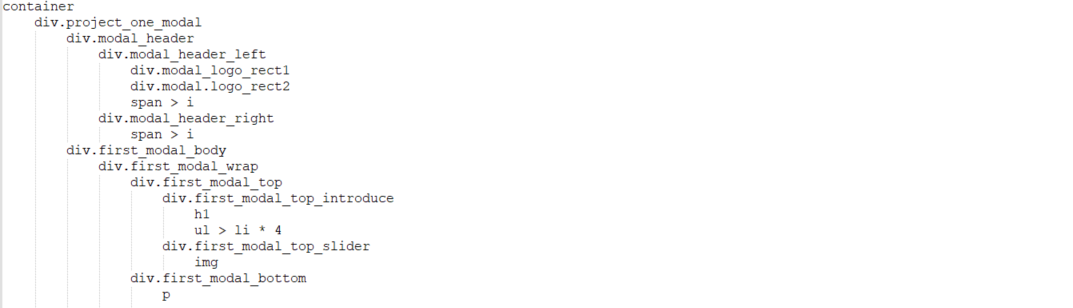 container
div.project_one_modal
div.modal_header
div.modal_header_left
div.modal_logo_rect1
div.modal.logo_rect2
span > i
div.modal_header_right
span > i
div.first_modal_body
div.first_modal_wrap
div.first_modal_top
div.first_modal_top_introduce
h1
ul > li * 4
div.first_modal_top_slider
img
div.first_modal_bottom
p